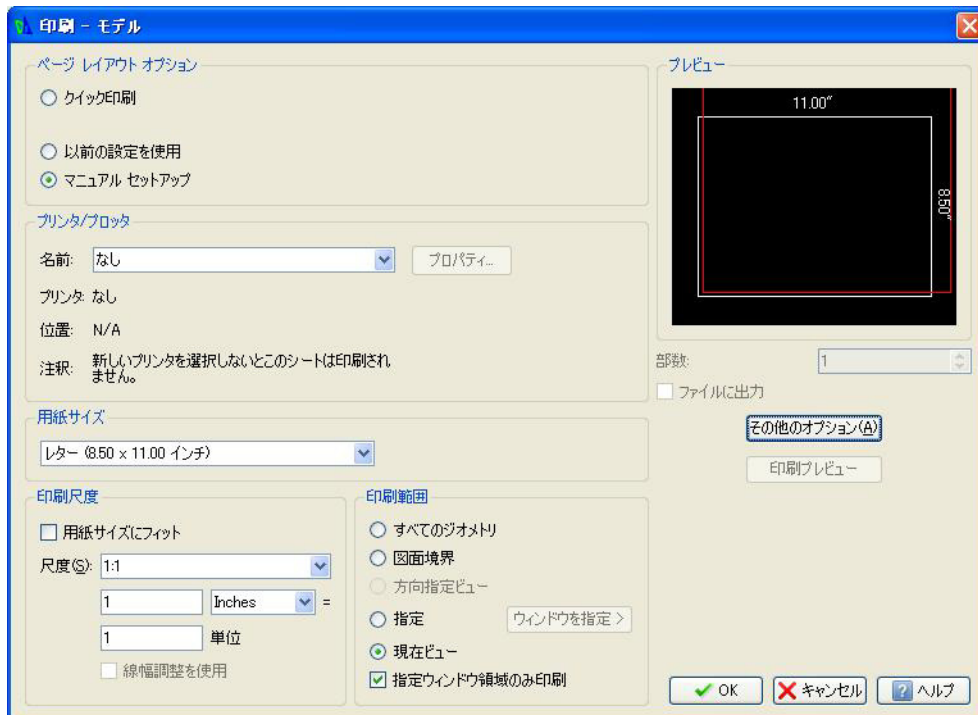 印刷 - モデル
ページ レイアウト オプション
クイック印刷
以前の設定を使用
マニュアル セットアップ
プリンタ/プロッタ
名前: なし プロパティ...
プリンタ: なし
位置: N/A
注釈: 新しいプリンタを選択しないとこのシートは印刷され
ません。
用紙サイズ
レター (8.50 x 11.00 インチ)
印刷尺度
用紙サイズにフィット
尺度(S): 1:1
1 Inches =
1 単位
線幅調整を使用
印刷範囲
すべてのジオメトリ
図面境界
方向指定ビュー
指定 ウィンドウを指定 >
現在ビュー
指定ウィンドウ領域のみ印刷
プレビュー
11.00"
8.50"
部数: 1
ファイルに出力
その他のオプション(A)
印刷プレビュー
OK キャンセル ? ヘルプ